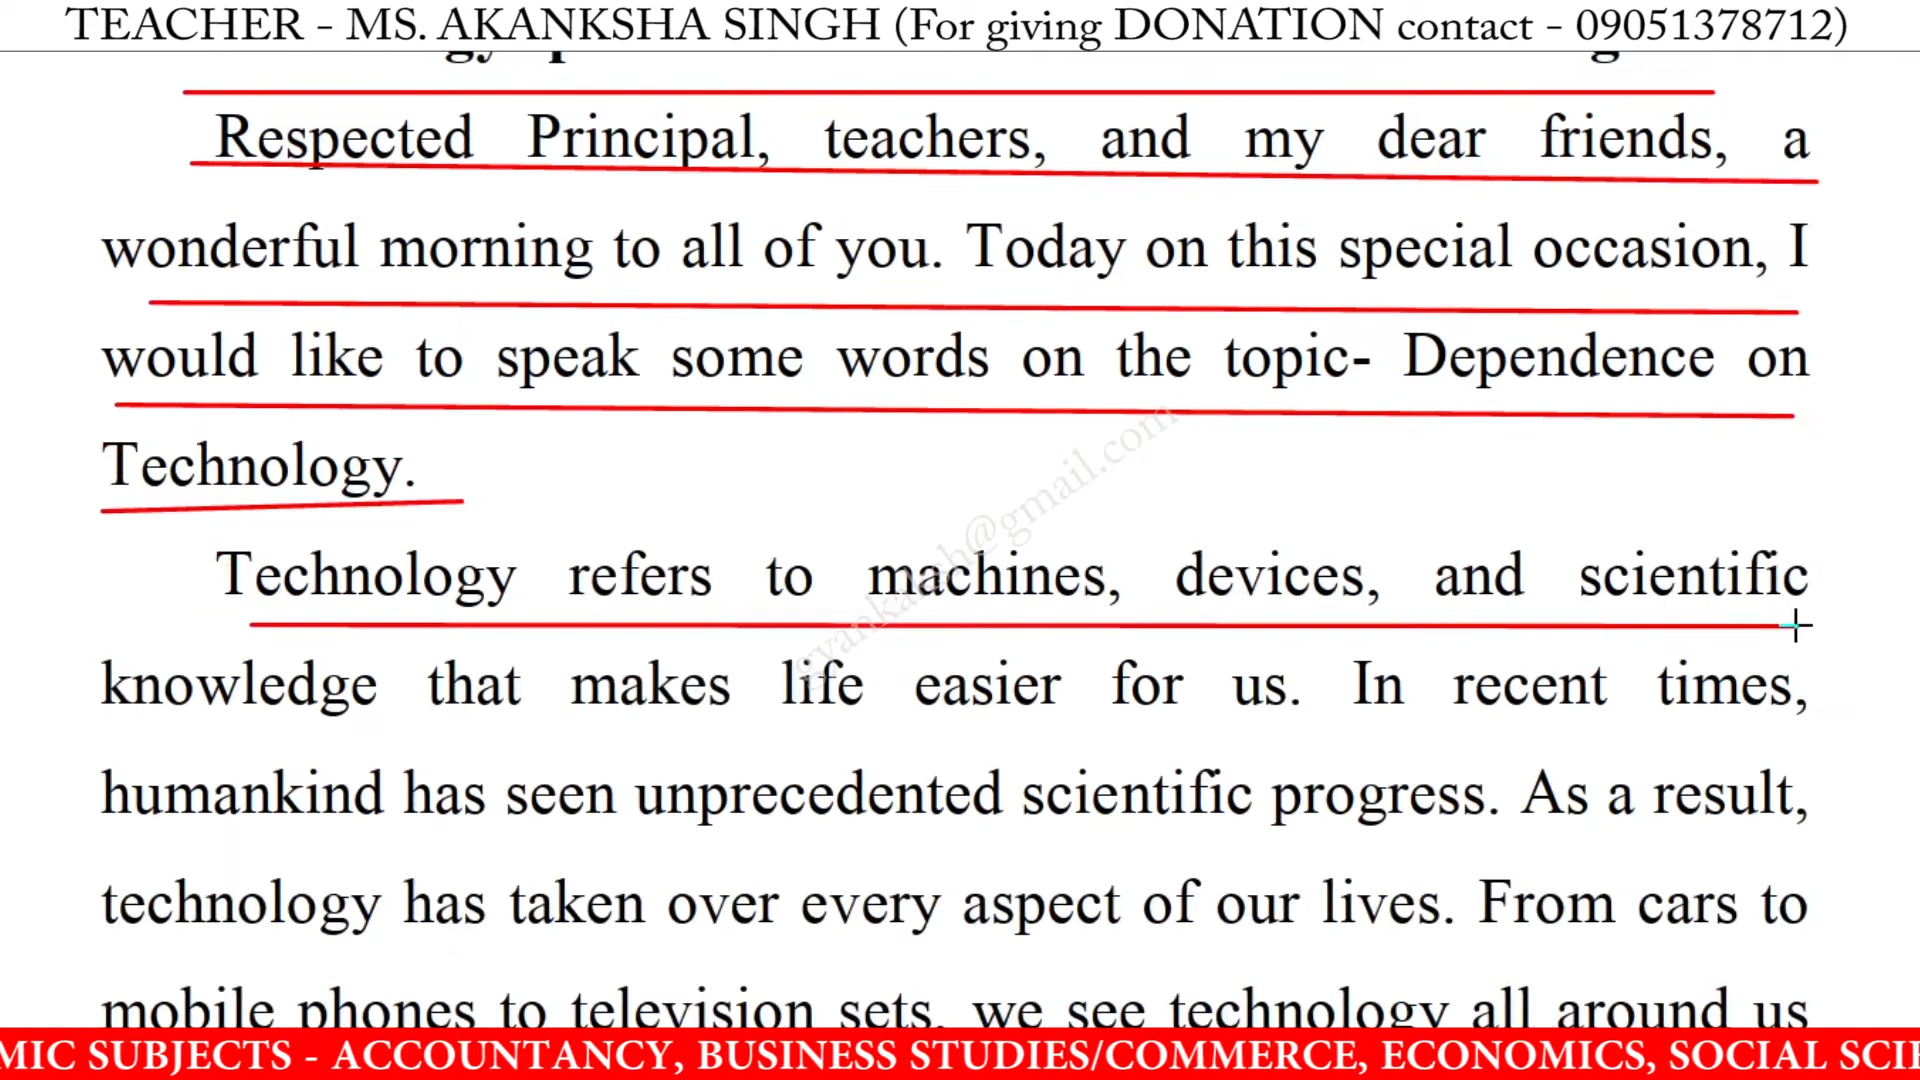 TEACHER - MS. AKANKSHA SINGH (For giving DONATION contact - 09051378712)
Respected Principal, teachers, and my dear friends, a
wonderful morning to all of you. Today on this special occasion, I
would like to speak some words on the topic- Dependence on
Technology.
gyankaksh@gmail.com
Technology refers to machines, devices, and scientific
knowledge that makes life easier for us. In recent times,
humankind has seen unprecedented scientific progress. As a result,
technology has taken over every aspect of our lives. From cars to
mobile phones to television sets, we see technology all around us
MIC SUBJECTS - ACCOUNTANCY, BUSINESS STUDIES/COMMERCE, ECONOMICS, SOCIAL SCIE